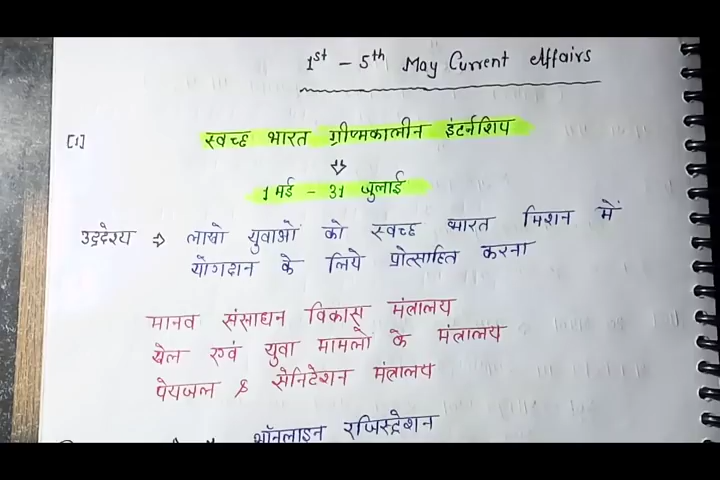 1st - 5th May Current Affairs
[1] स्वच्छ भारत ग्रीष्मकालीन इंटर्नशिप
⇓
1 मई - 31 जुलाई
उद्देश्य ⇒ लाखो युवाओं को स्वच्छ भारत मिशन में
योगदान के लिये प्रोत्साहित करना
मानव संसाधन विकास मंत्रालय
खेल एवं युवा मामलों के मंत्रालय
पेयजल & सेनिटेशन मंत्रालय
ऑनलाइन रजिस्ट्रेशन